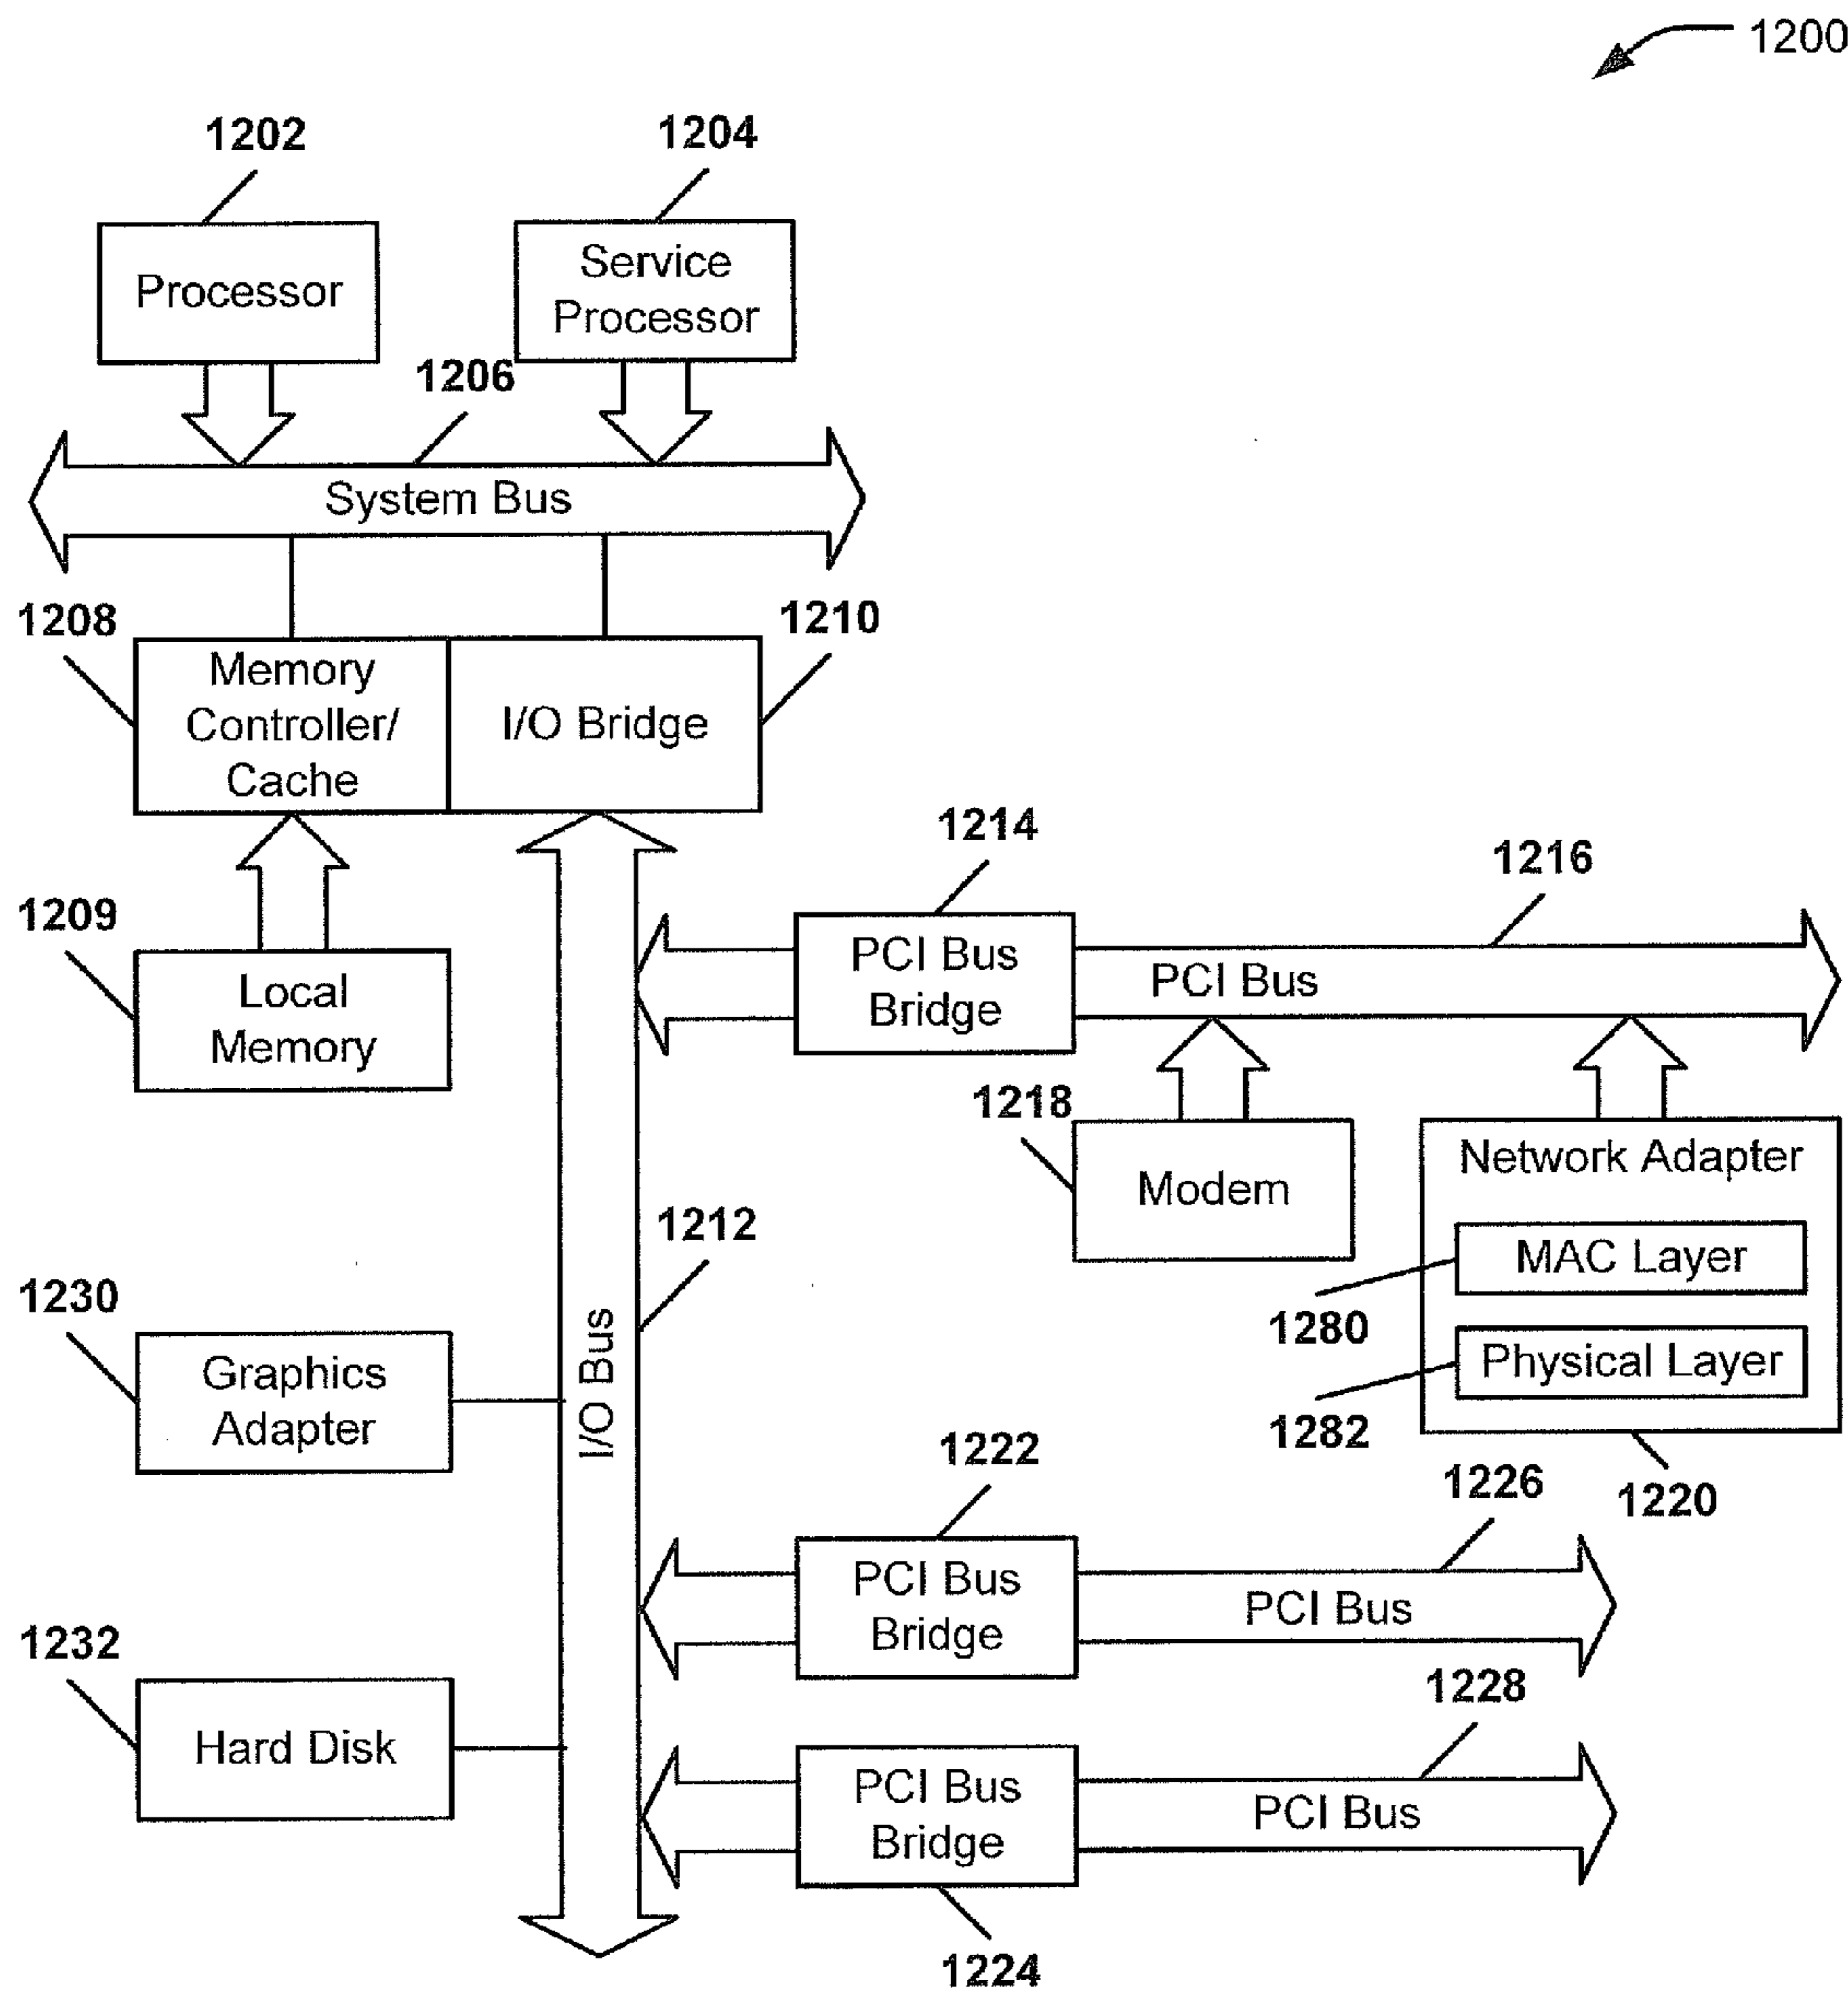 1200
1202
1204
Processor
Service
Processor
1206
System Bus
1208
1210
Memory
Controller/
Cache
I/O Bridge
1214
1216
1209
Local
Memory
PCI Bus
Bridge
PCI Bus
1218
Modem
Network Adapter
MAC Layer
1280
Physical Layer
1282
1220
1212
I/O Bus
1230
Graphics
Adapter
1222
1226
PCI Bus
Bridge
PCI Bus
1232
Hard Disk
1228
PCI Bus
Bridge
PCI Bus
1224